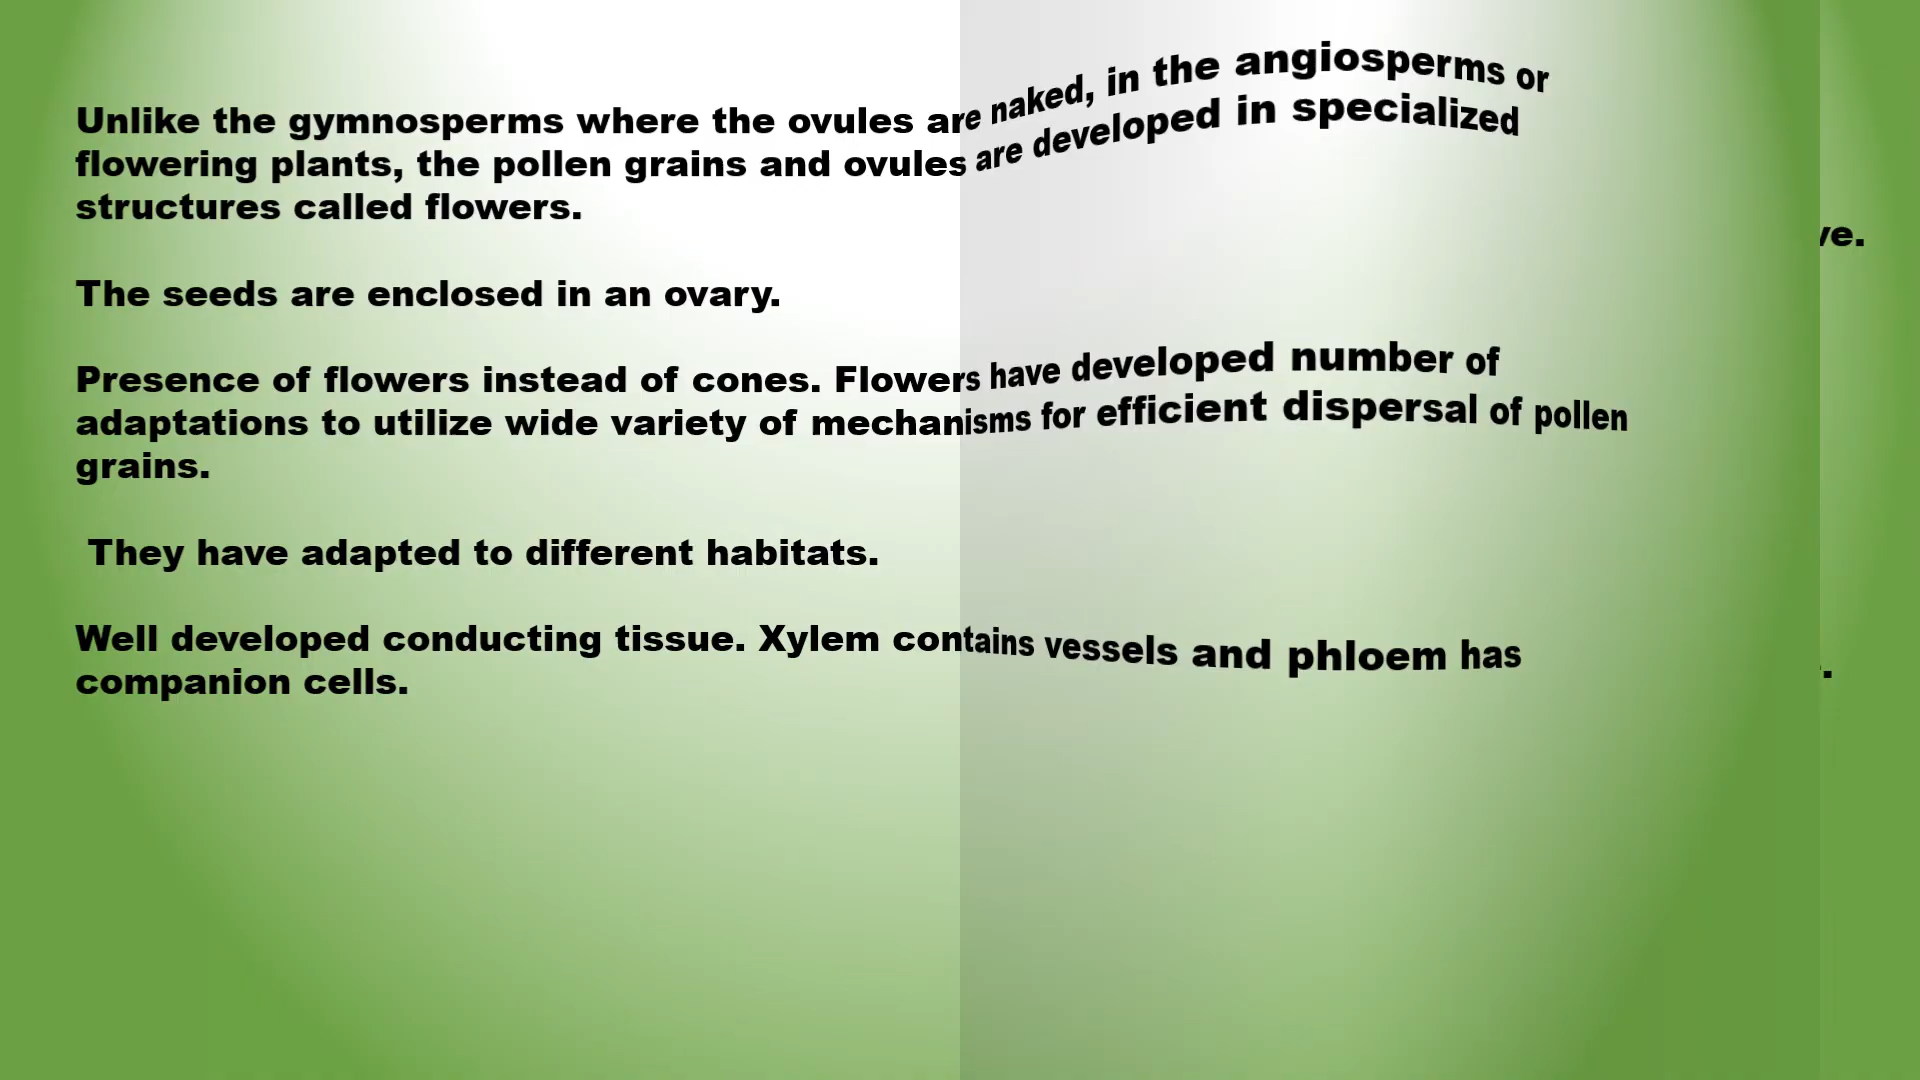 Unlike the gymnosperms where the ovules are naked, in the angiosperms or
flowering plants, the pollen grains and ovules are developed in specialized
structures called flowers.
The seeds are enclosed in an ovary.
Presence of flowers instead of cones. Flowers have developed number of
adaptations to utilize wide variety of mechanisms for efficient dispersal of pollen
grains.
They have adapted to different habitats.
Well developed conducting tissue. Xylem contains vessels and phloem has
companion cells.